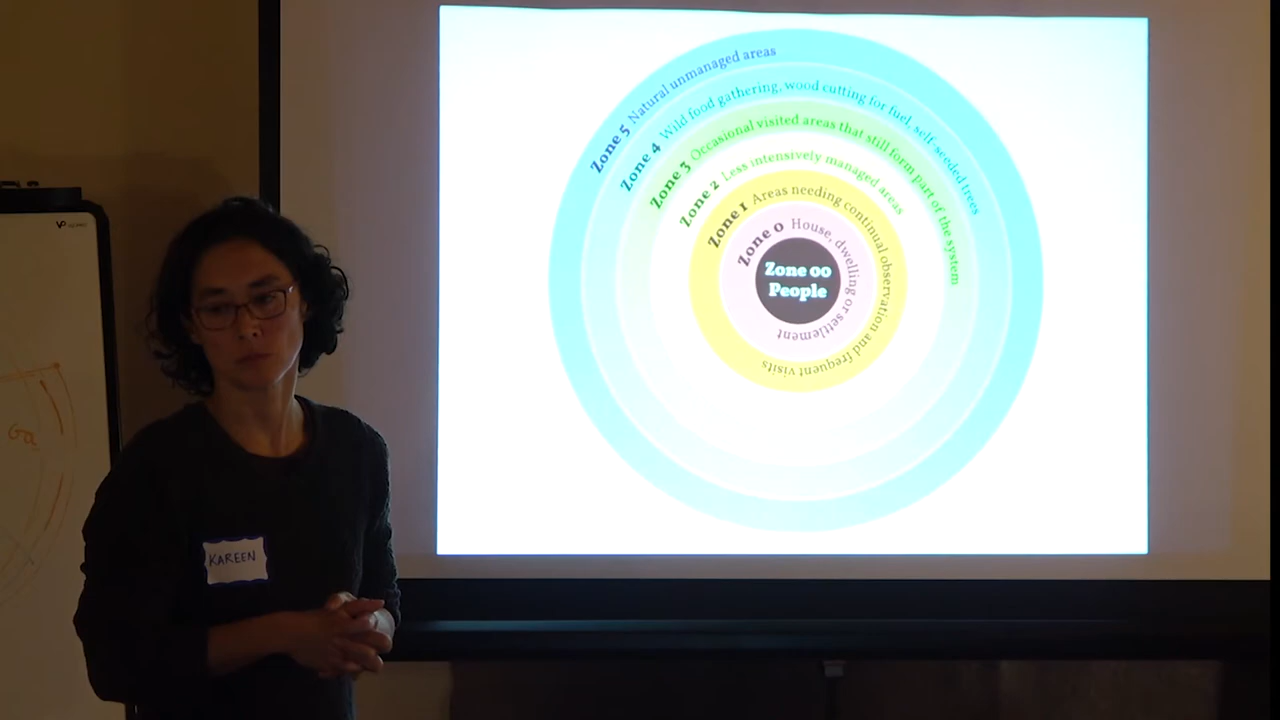 Zone 5 Natural unmanaged areas
Zone 4 Wild food gathering, wood cutting for fuel, self-seeded trees
Zone 3 Occasional visited areas that still form part of the system
Zone 2 Less intensively managed areas
Zone 1 Areas needing continual observation and frequent visits
Zone 0 House, dwelling or settlement
Zone 00
People
Ga
KAREEN